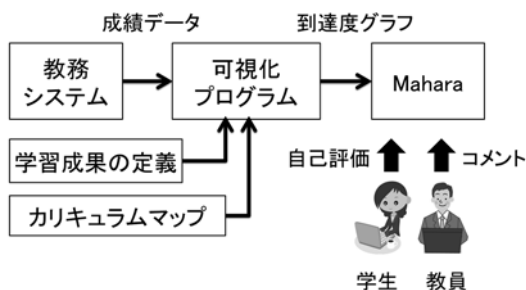 成績データ
到達度グラフ
教務
システム
可視化
プログラム
Mahara
学習成果の定義
自己評価
コメント
カリキュラムマップ
学生
教員